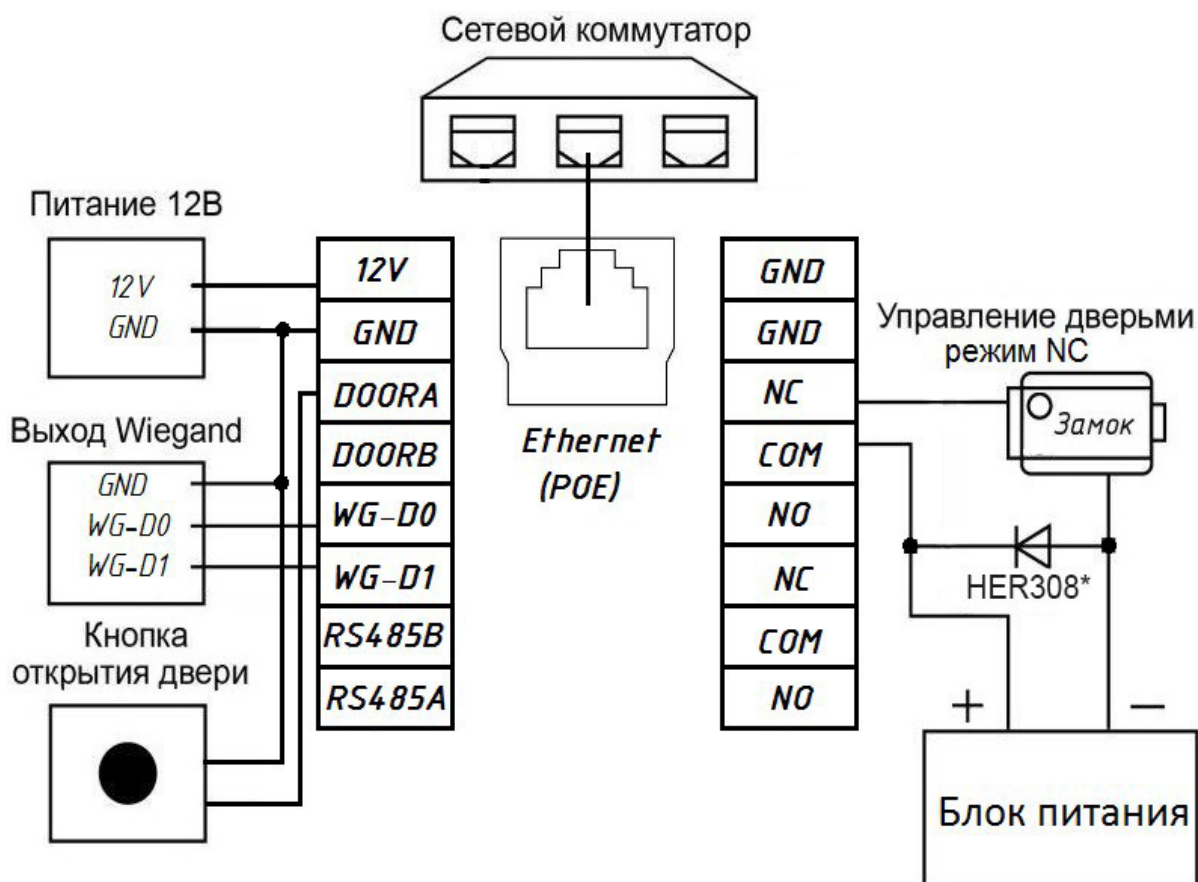 Сетевой коммутатор
Питание 12В
12V
GND
Выход Wiegand
GND
WG-D0
WG-D1
Кнопка
открытия двери
12V
GND
DOORA
DOORB
WG-D0
WG-D1
RS485B
RS485A
Ethernet
(POE)
GND
GND
NC
COM
NO
NC
COM
NO
Управление дверьми
режим NC
Замок
HER308*
+ −
Блок питания